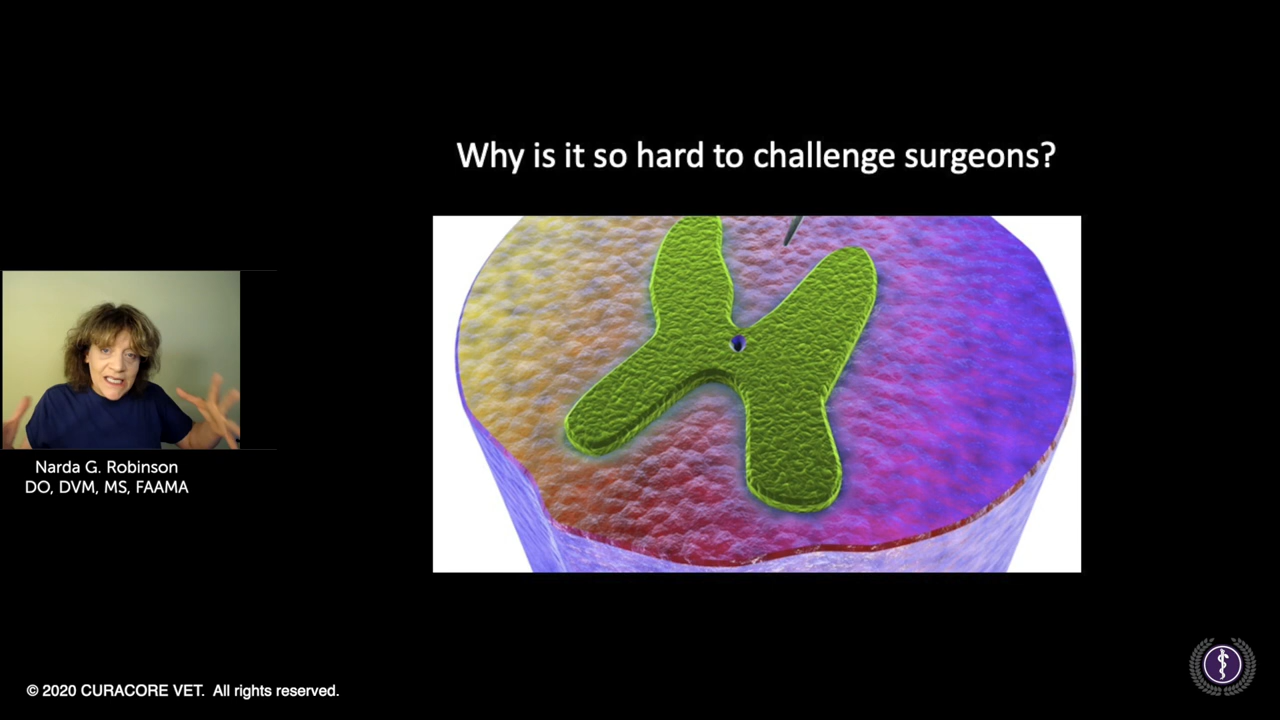 Why is it so hard to challenge surgeons?
Narda G. Robinson
DO, DVM, MS, FAAMA
© 2020 CURACORE VET. All rights reserved.